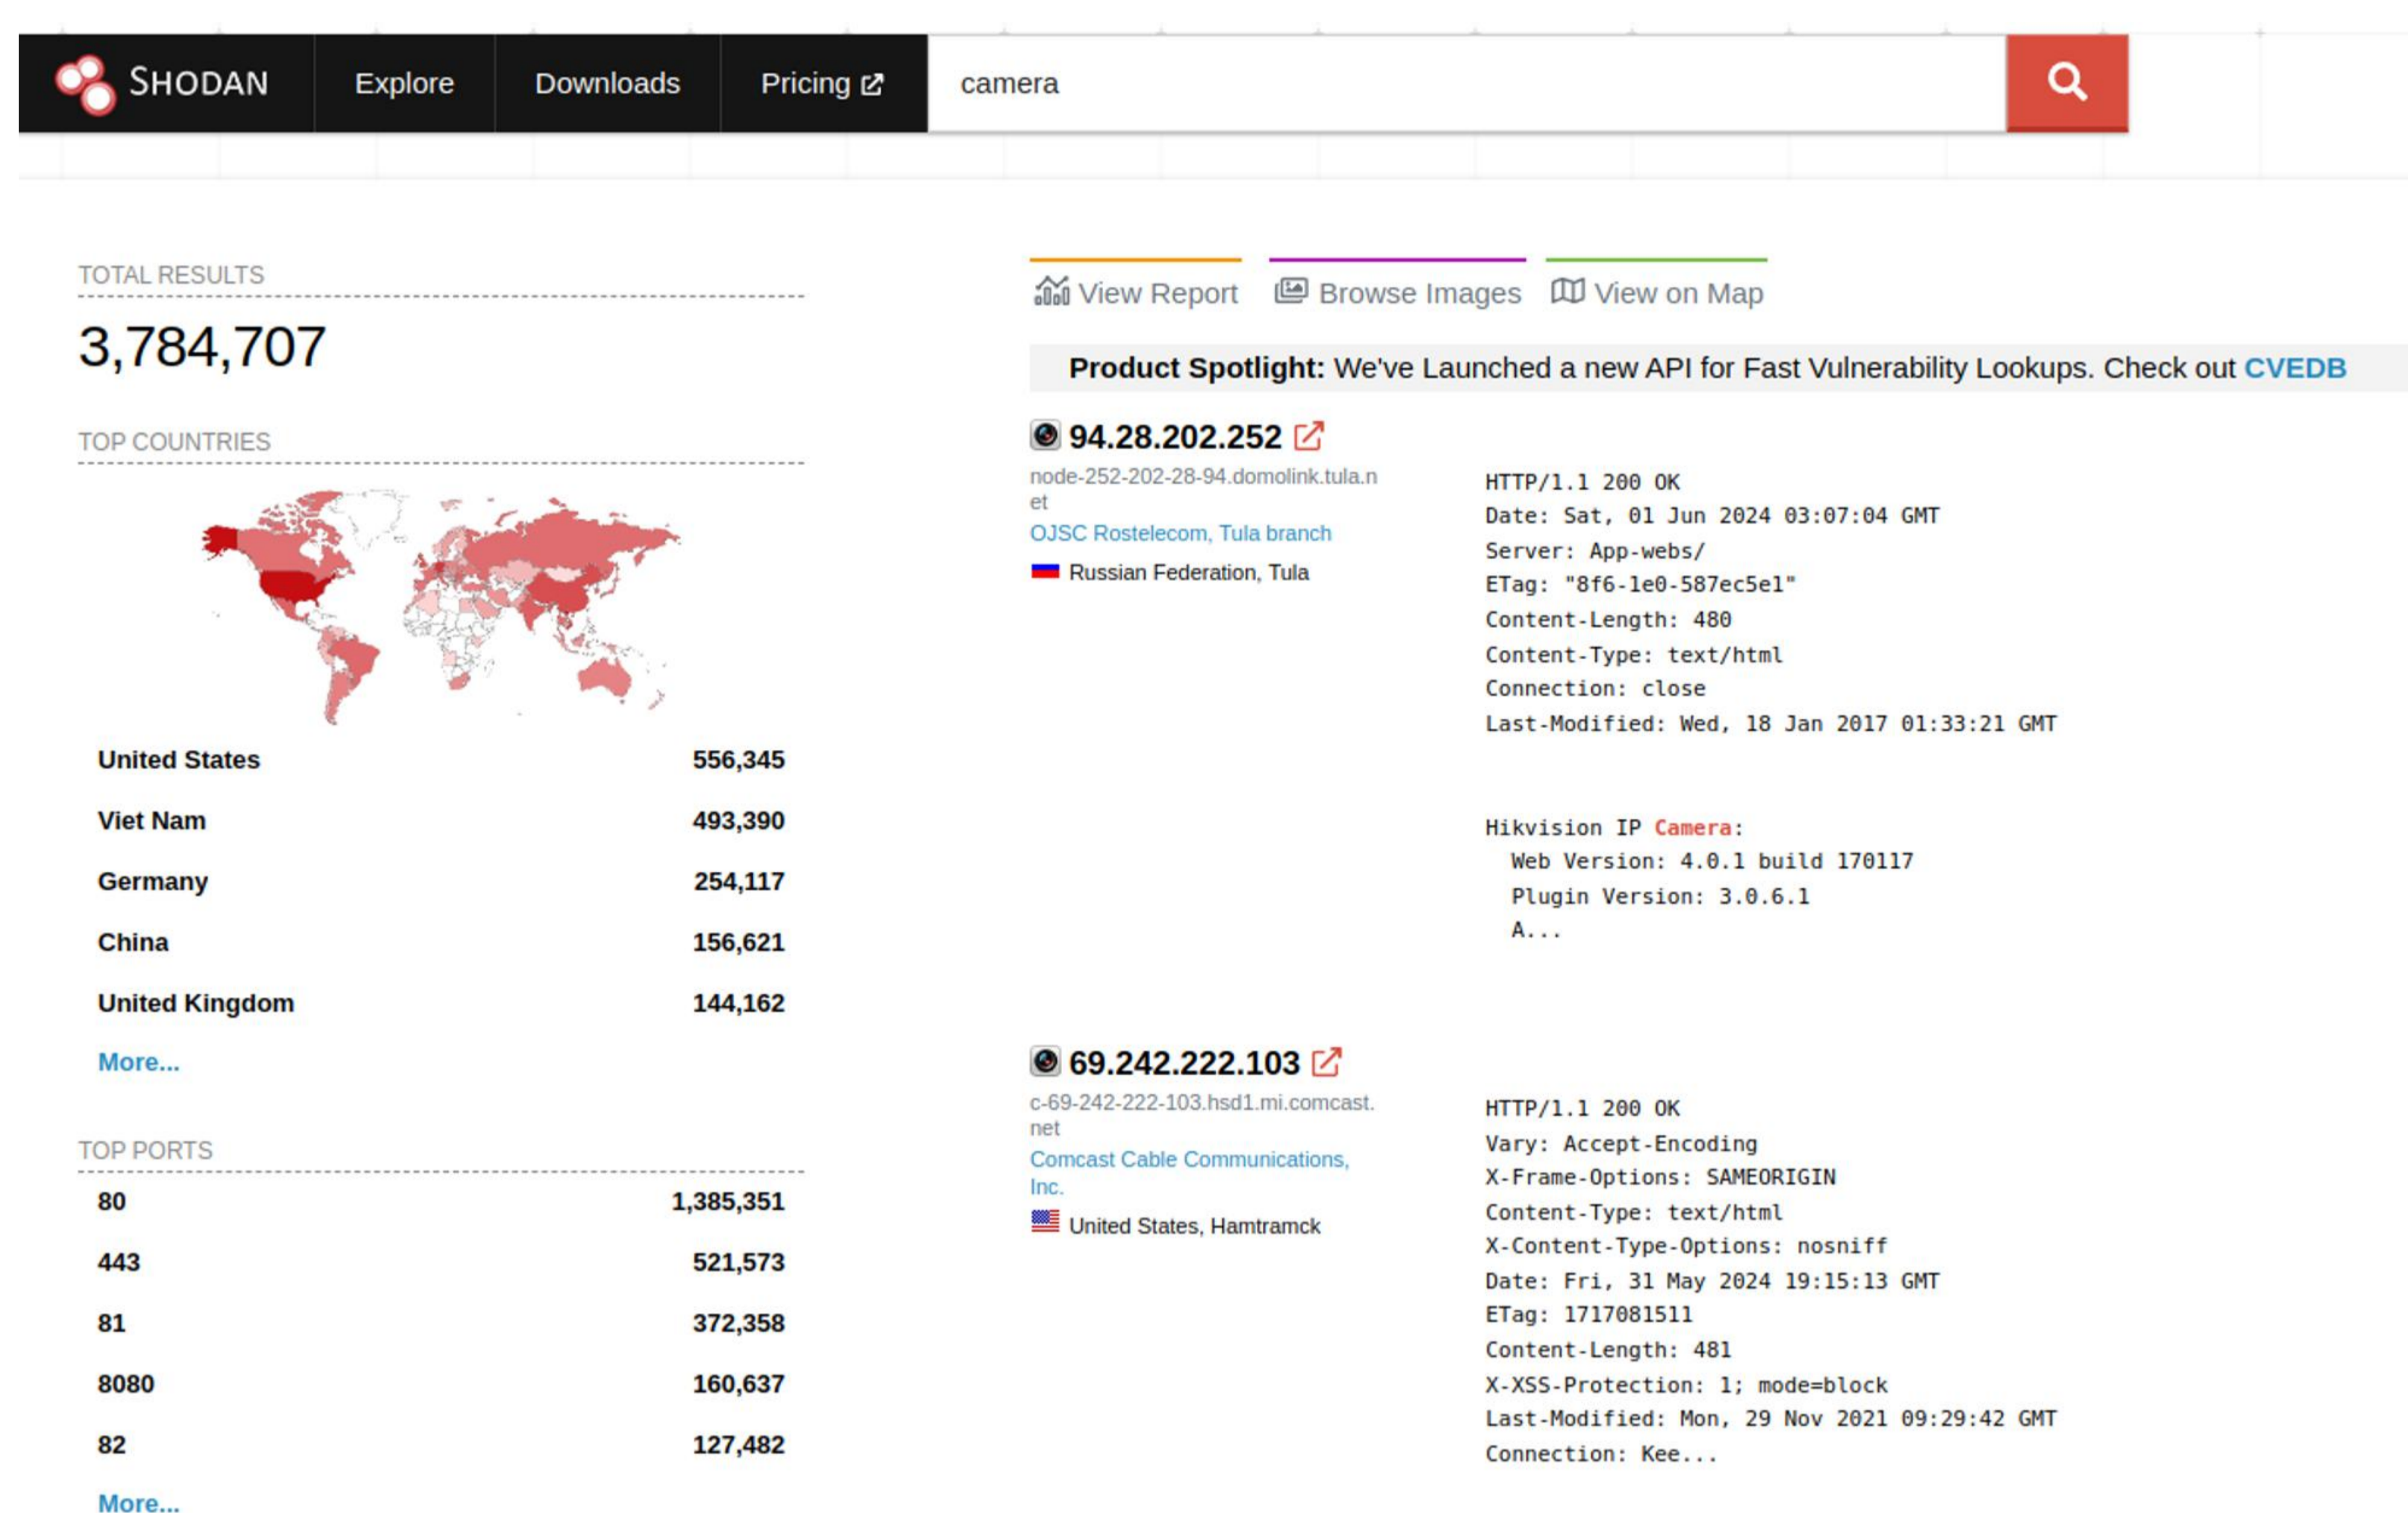 SHODAN Explore Downloads Pricing camera
TOTAL RESULTS
3,784,707
TOP COUNTRIES
United States 556,345
Viet Nam 493,390
Germany 254,117
China 156,621
United Kingdom 144,162
More...
TOP PORTS
80 1,385,351
443 521,573
81 372,358
8080 160,637
82 127,482
More...
View Report Browse Images View on Map
Product Spotlight: We've Launched a new API for Fast Vulnerability Lookups. Check out CVEDB
94.28.202.252
node-252-202-28-94.domolink.tula.n
et
OJSC Rostelecom, Tula branch
Russian Federation, Tula
HTTP/1.1 200 OK
Date: Sat, 01 Jun 2024 03:07:04 GMT
Server: App-webs/
ETag: "8f6-1e0-587ec5e1"
Content-Length: 480
Content-Type: text/html
Connection: close
Last-Modified: Wed, 18 Jan 2017 01:33:21 GMT
Hikvision IP Camera:
Web Version: 4.0.1 build 170117
Plugin Version: 3.0.6.1
A...
69.242.222.103
c-69-242-222-103.hsd1.mi.comcast.
net
Comcast Cable Communications,
Inc.
United States, Hamtramck
HTTP/1.1 200 OK
Vary: Accept-Encoding
X-Frame-Options: SAMEORIGIN
Content-Type: text/html
X-Content-Type-Options: nosniff
Date: Fri, 31 May 2024 19:15:13 GMT
ETag: 1717081511
Content-Length: 481
X-XSS-Protection: 1; mode=block
Last-Modified: Mon, 29 Nov 2021 09:29:42 GMT
Connection: Kee...